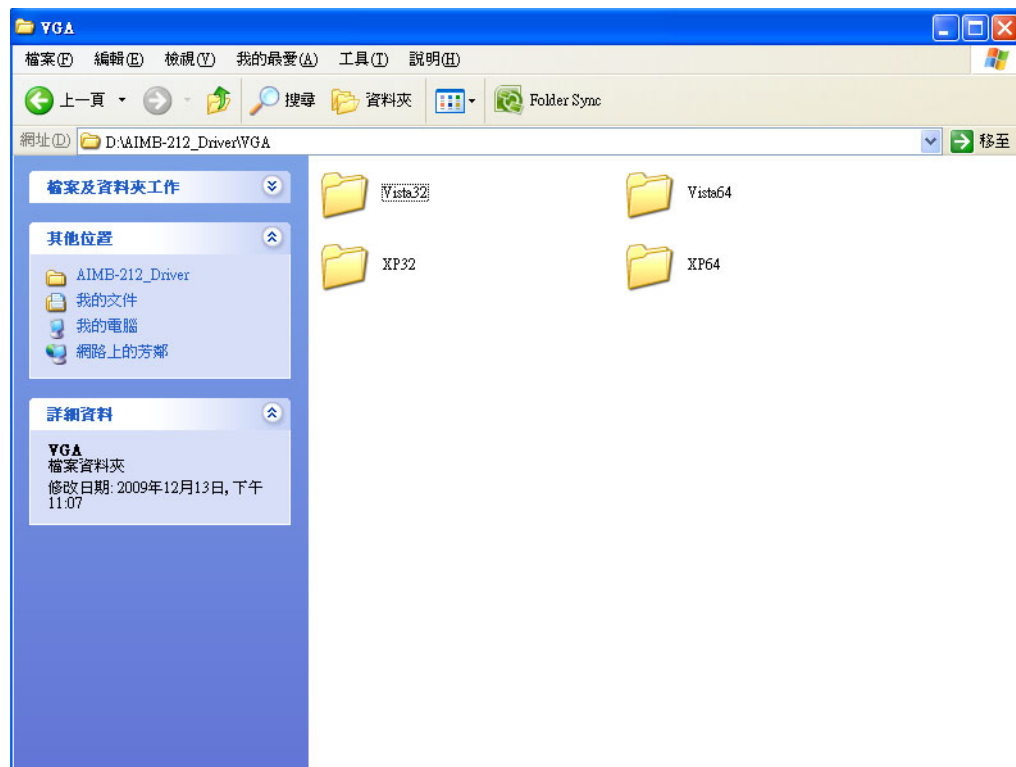 VGA
檔案(F) 編輯(E) 檢視(V) 我的最愛(A) 工具(T) 說明(H)
上一頁 搜尋 資料夾 Folder Sync
網址(D) D:\AIMB-212_Driver\VGA 移至
檔案及資料夾工作
其他位置
AIMB-212_Driver
我的文件
我的電腦
網路上的芳鄰
詳細資料
VGA
檔案資料夾
修改日期: 2009年12月13日, 下午
11:07
Vista32 Vista64
XP32 XP64